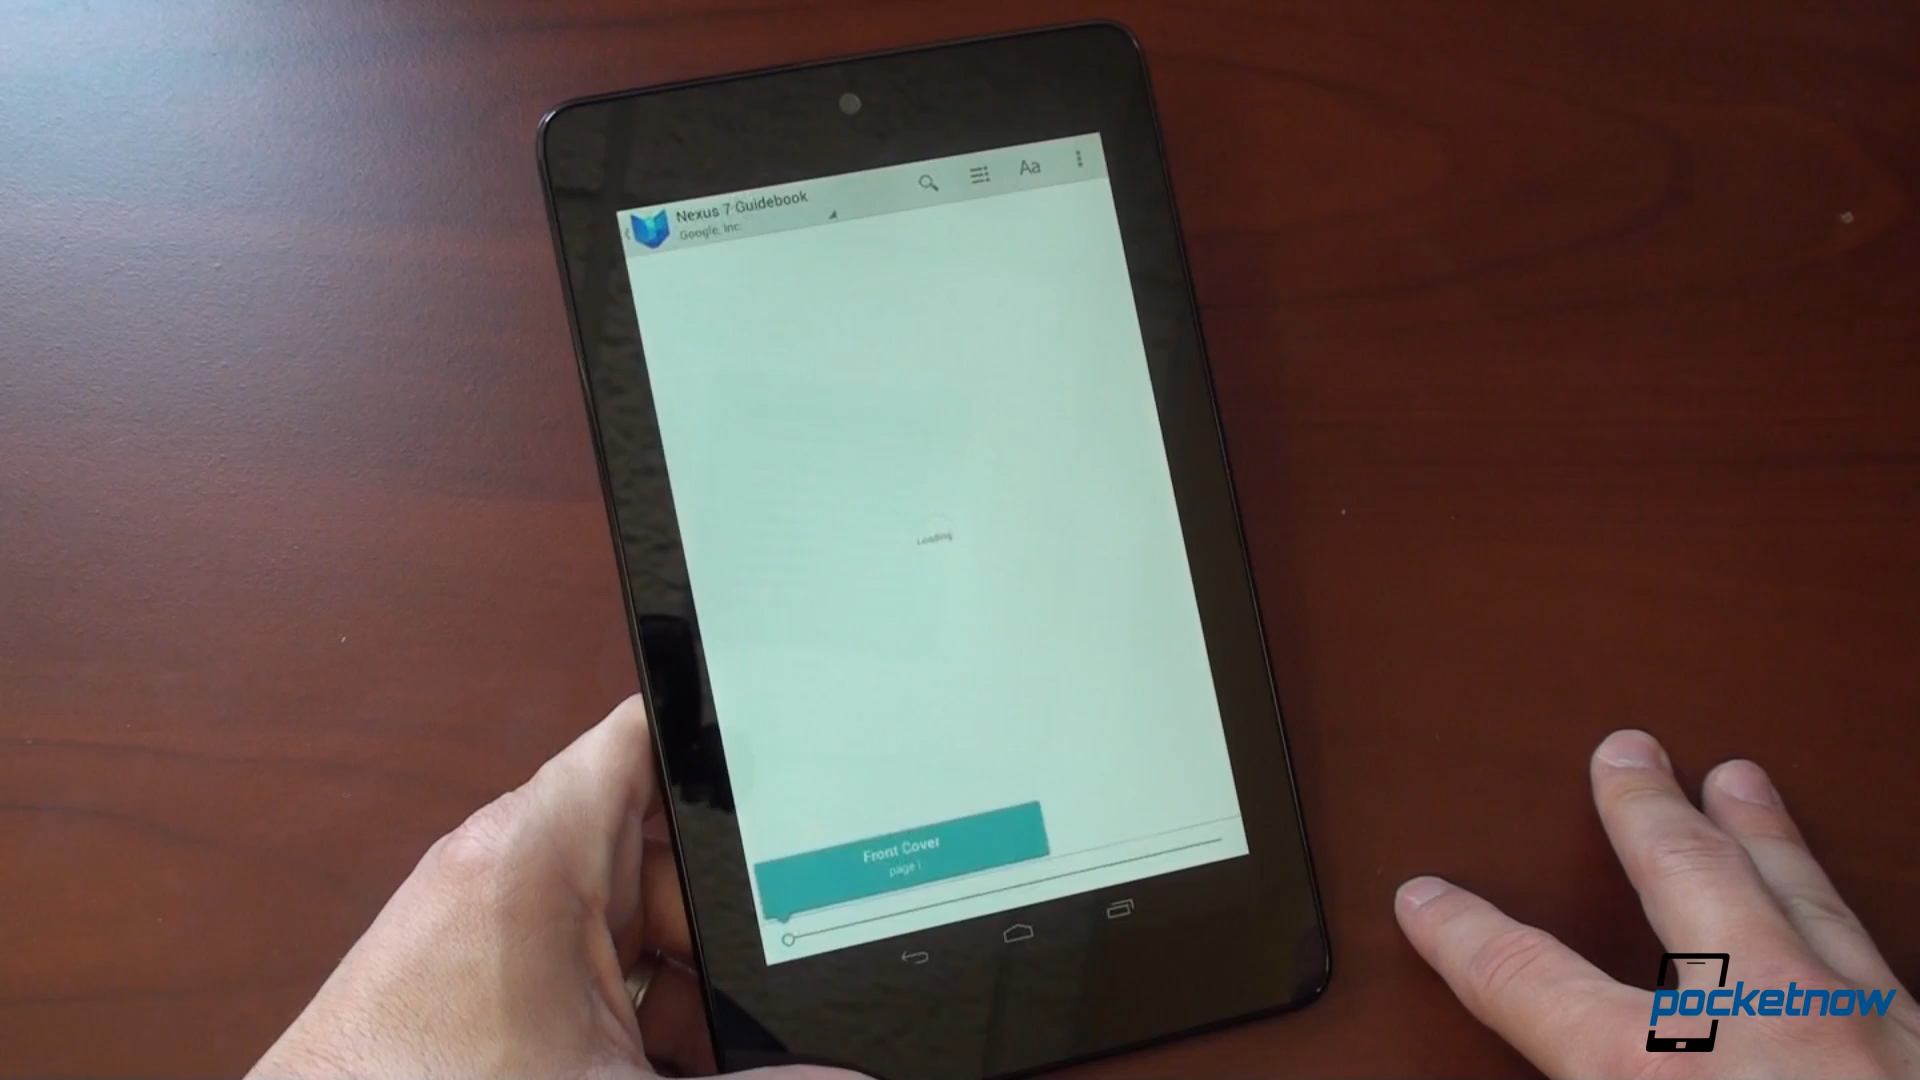 Nexus 7 Guidebook
Google, Inc.
Aa
Loading
Front Cover
page i
pocketnow